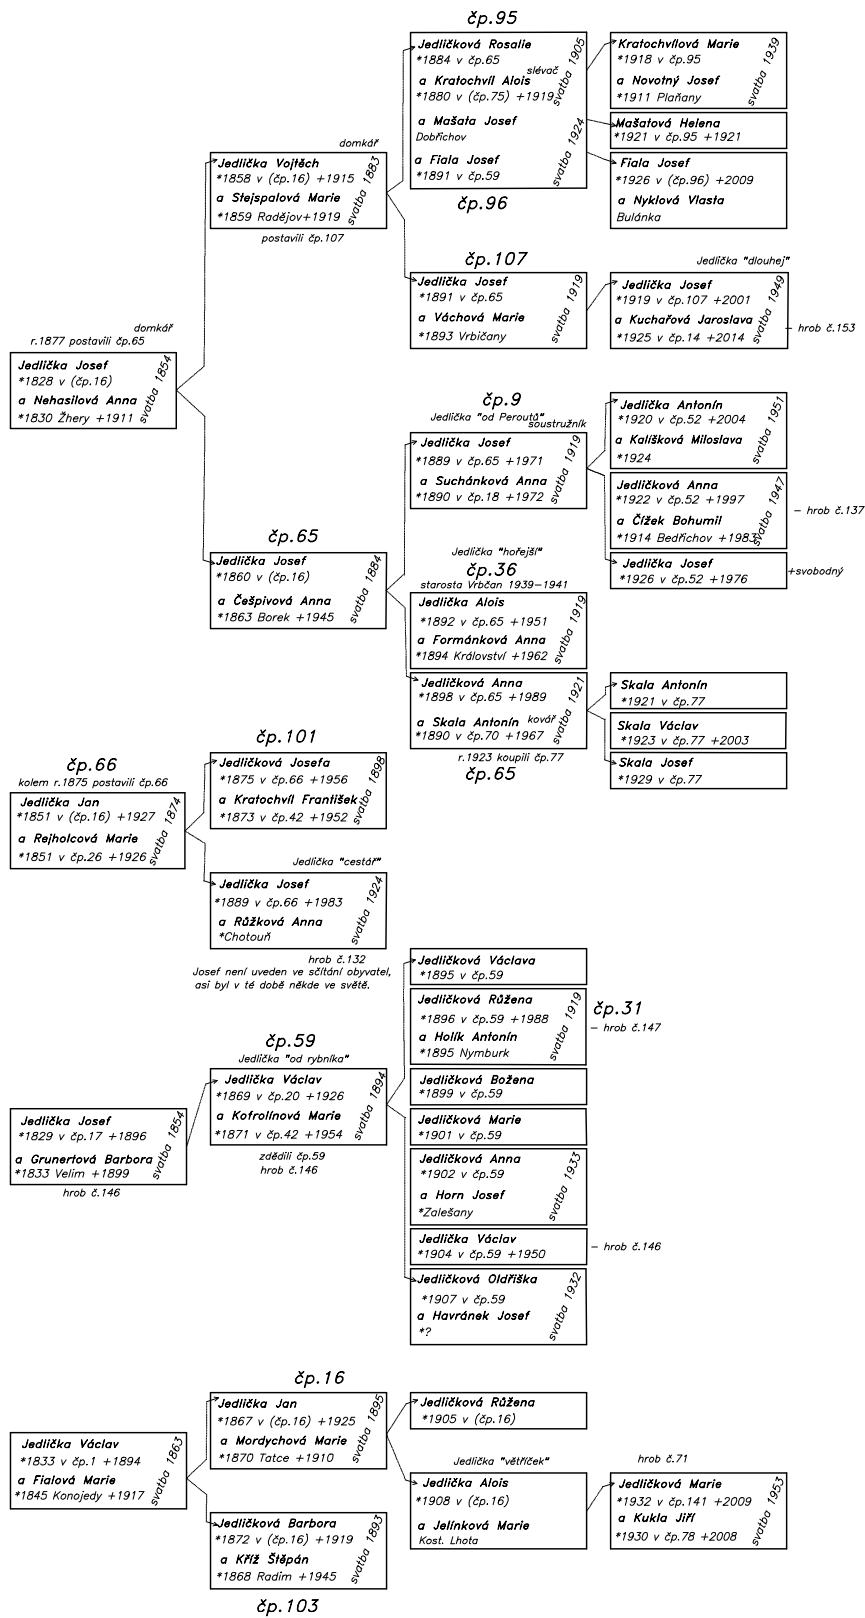 čp.95
Jedličková Rosalie
*1884 v čp.65
slévač
a Kratochvíl Alois
*1880 v (čp.75) +1919
svatba 1905
a Mašata Josef
Dobřichov
a Fiala Josef
*1891 v čp.59
svatba 1924
čp.96
Kratochvílová Marie
*1918 v čp.95
a Novotný Josef
*1911 Plaňany
svatba 1939
Mašatová Helena
*1921 v čp.95 +1921
Fiala Josef
*1926 v (čp.96) +2009
a Nyklová Vlasta
Bulánka
domkář
Jedlička Vojtěch
*1858 v (čp.16) +1915
a Stejspalová Marie
*1859 Radějov+1919
svatba 1883
postavili čp.107
čp.107
Jedlička Josef
*1891 v čp.65
a Váchová Marie
*1893 Vrbičany
svatba 1919
Jedlička "dlouhej"
Jedlička Josef
*1919 v čp.107 +2001
a Kuchařová Jaroslava
*1925 v čp.14 +2014
svatba 1949
– hrob č.153
domkář
r.1877 postavili čp.65
Jedlička Josef
*1828 v (čp.16)
a Nehasilová Anna
*1830 Žhery +1911
svatba 1854
čp.9
Jedlička "od Peroutů"
soustružník
Jedlička Josef
*1889 v čp.65 +1971
a Suchánková Anna
*1890 v čp.18 +1972
svatba 1919
Jedlička Antonín
*1920 v čp.52 +2004
a Kalíšková Miloslava
*1924
svatba 1951
Jedličková Anna
*1922 v čp.52 +1997
a Čížek Bohumil
*1914 Bedřichov +1983
svatba 1947
– hrob č.137
Jedlička Josef
*1926 v čp.52 +1976
+svobodný
čp.65
Jedlička Josef
*1860 v (čp.16)
a Češpivová Anna
*1863 Borek +1945
svatba 1884
Jedlička "hořejší"
čp.36
starosta Vrbčan 1939–1941
Jedlička Alois
*1892 v čp.65 +1951
a Formánková Anna
*1894 Království +1962
svatba 1919
Jedličková Anna
*1898 v čp.65 +1989
a Skala Antonín
kovář
*1890 v čp.70 +1967
svatba 1921
r.1923 koupili čp.77
čp.65
Skala Antonín
*1921 v čp.77
Skala Václav
*1923 v čp.77 +2003
Skala Josef
*1929 v čp.77
čp.66
kolem r.1875 postavili čp.66
Jedlička Jan
*1851 v (čp.16) +1927
a Rejholcová Marie
*1851 v čp.26 +1926
svatba 1874
čp.101
Jedličková Josefa
*1875 v čp.66 +1956
a Kratochvíl František
*1873 v čp.42 +1952
svatba 1898
Jedlička "cestář"
Jedlička Josef
*1889 v čp.66 +1983
a Růžková Anna
*Chotouň
svatba 1924
hrob č.132
Josef není uveden ve sčítání obyvatel,
asi byl v té době někde ve světě.
čp.59
Jedlička "od rybníka"
Jedlička Václav
*1869 v čp.20 +1926
a Kofrolínová Marie
*1871 v čp.42 +1954
svatba 1894
zdědili čp.59
hrob č.146
Jedlička Josef
*1829 v čp.17 +1896
a Grunertová Barbora
*1833 Velim +1899
svatba 1854
hrob č.146
Jedličková Václava
*1895 v čp.59
Jedličková Růžena
*1896 v čp.59 +1988
a Holík Antonín
*1895 Nymburk
svatba 1919
čp.31
– hrob č.147
Jedličková Božena
*1899 v čp.59
Jedličková Marie
*1901 v čp.59
Jedličková Anna
*1902 v čp.59
a Horn Josef
*Zalešany
svatba 1933
Jedlička Václav
*1904 v čp.59 +1950
– hrob č.146
Jedličková Oldřiška
*1907 v čp.59
a Havránek Josef
*?
svatba 1932
čp.16
Jedlička Jan
*1867 v (čp.16) +1925
a Mordychová Marie
*1870 Tatce +1910
svatba 1895
Jedlička Václav
*1833 v čp.1 +1894
a Fialová Marie
*1845 Konojedy +1917
svatba 1863
Jedličková Barbora
*1872 v (čp.16) +1919
a Kříž Štěpán
*1868 Radim +1945
svatba 1893
čp.103
Jedličková Růžena
*1905 v (čp.16)
Jedlička "větříček"
Jedlička Alois
*1908 v (čp.16)
a Jelínková Marie
Kost. Lhota
hrob č.71
Jedličková Marie
*1932 v čp.141 +2009
a Kukla Jiří
*1930 v čp.78 +2008
svatba 1953